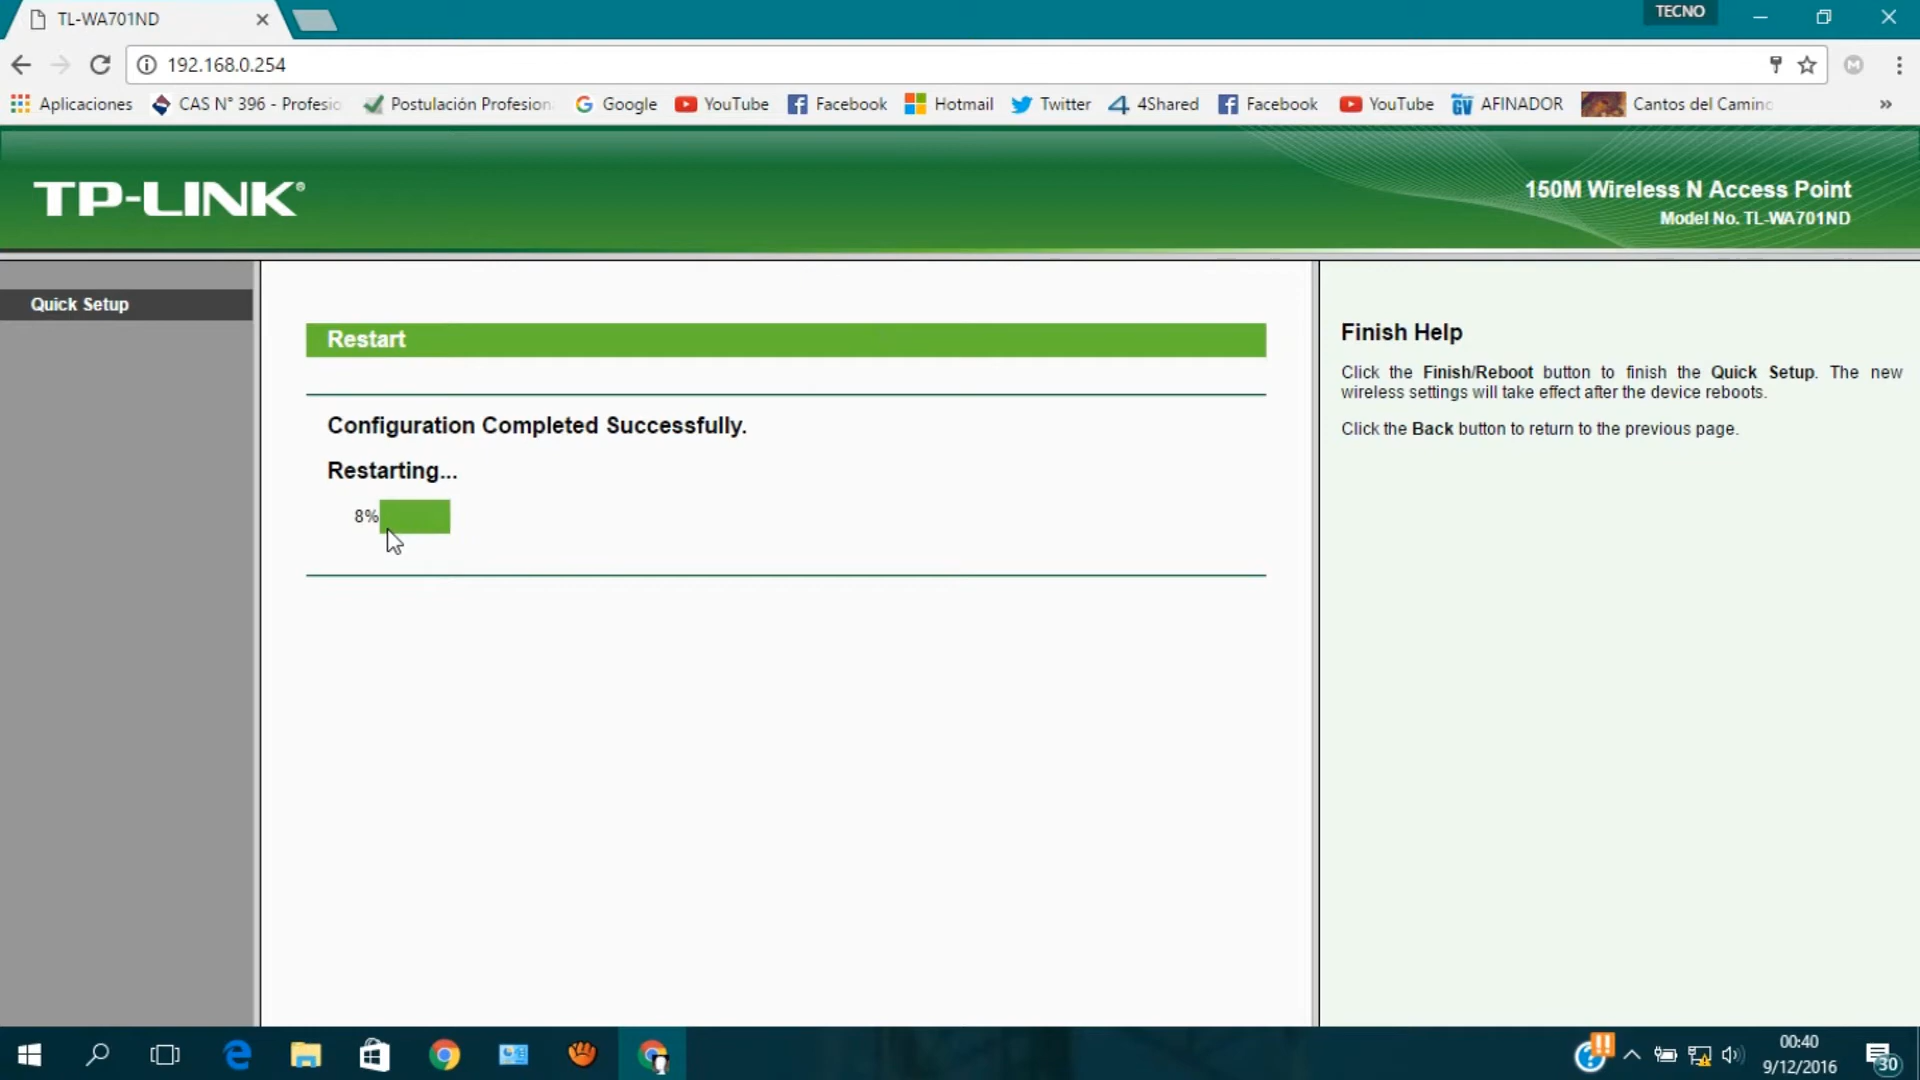 TL-WA701ND
TECNO
192.168.0.254
Aplicaciones
CAS N° 396 - Profesio
Postulación Profesion
Google
YouTube
Facebook
Hotmail
Twitter
4Shared
Facebook
YouTube
AFINADOR
Cantos del Camino
TP-LINK®
150M Wireless N Access Point
Model No. TL-WA701ND
Quick Setup
Restart
Configuration Completed Successfully.
Restarting...
8%
Finish Help
Click the Finish/Reboot button to finish the Quick Setup. The new
wireless settings will take effect after the device reboots.
Click the Back button to return to the previous page.
00:40
9/12/2016
30